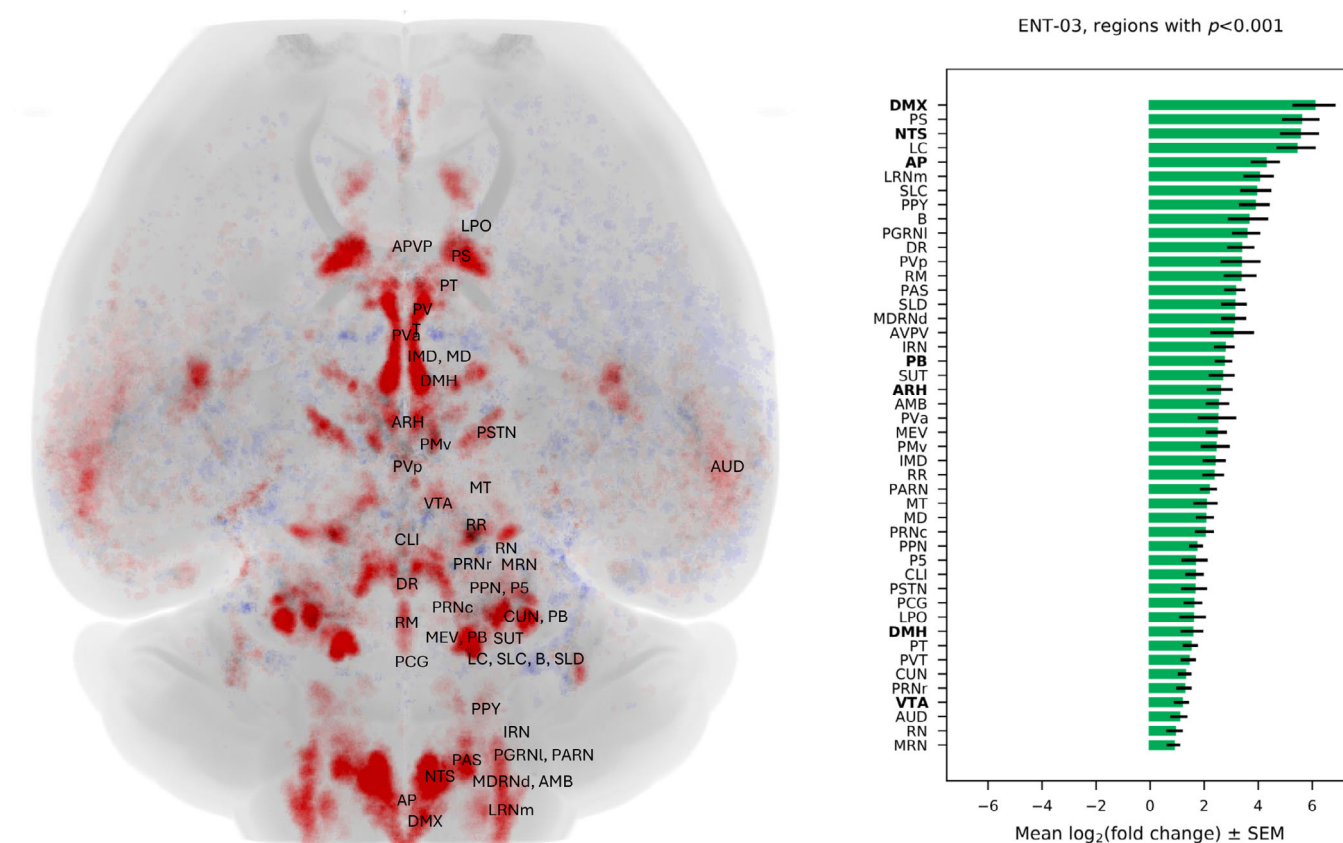 LPO
APVP
PS
PT
PV
T
PVa
IMD, MD
DMH
ARH
PSTN
PMv
PVp
AUD
MT
VTA
RR
CLI
RN
PRNr MRN
DR
PPN, P5
PRNc
CUN, PB
RM
MEV, PB SUT
PCG
LC, SLC, B, SLD
PPY
IRN
PGRNl, PARN
PAS
NTS
MDRNd, AMB
AP
LRNm
DMX
ENT-03, regions with p<0.001
DMX
PS
NTS
LC
AP
LRNm
SLC
PPY
B
PGRNl
DR
PVp
RM
PAS
SLD
MDRNd
AVPV
IRN
PB
SUT
ARH
AMB
PVa
MEV
PMv
IMD
RR
PARN
MT
MD
PRNc
PPN
P5
CLI
PSTN
PCG
LPO
DMH
PT
PVT
CUN
PRNr
VTA
AUD
RN
MRN
−6 −4 −2 0 2 4 6
Mean log₂(fold change) ± SEM